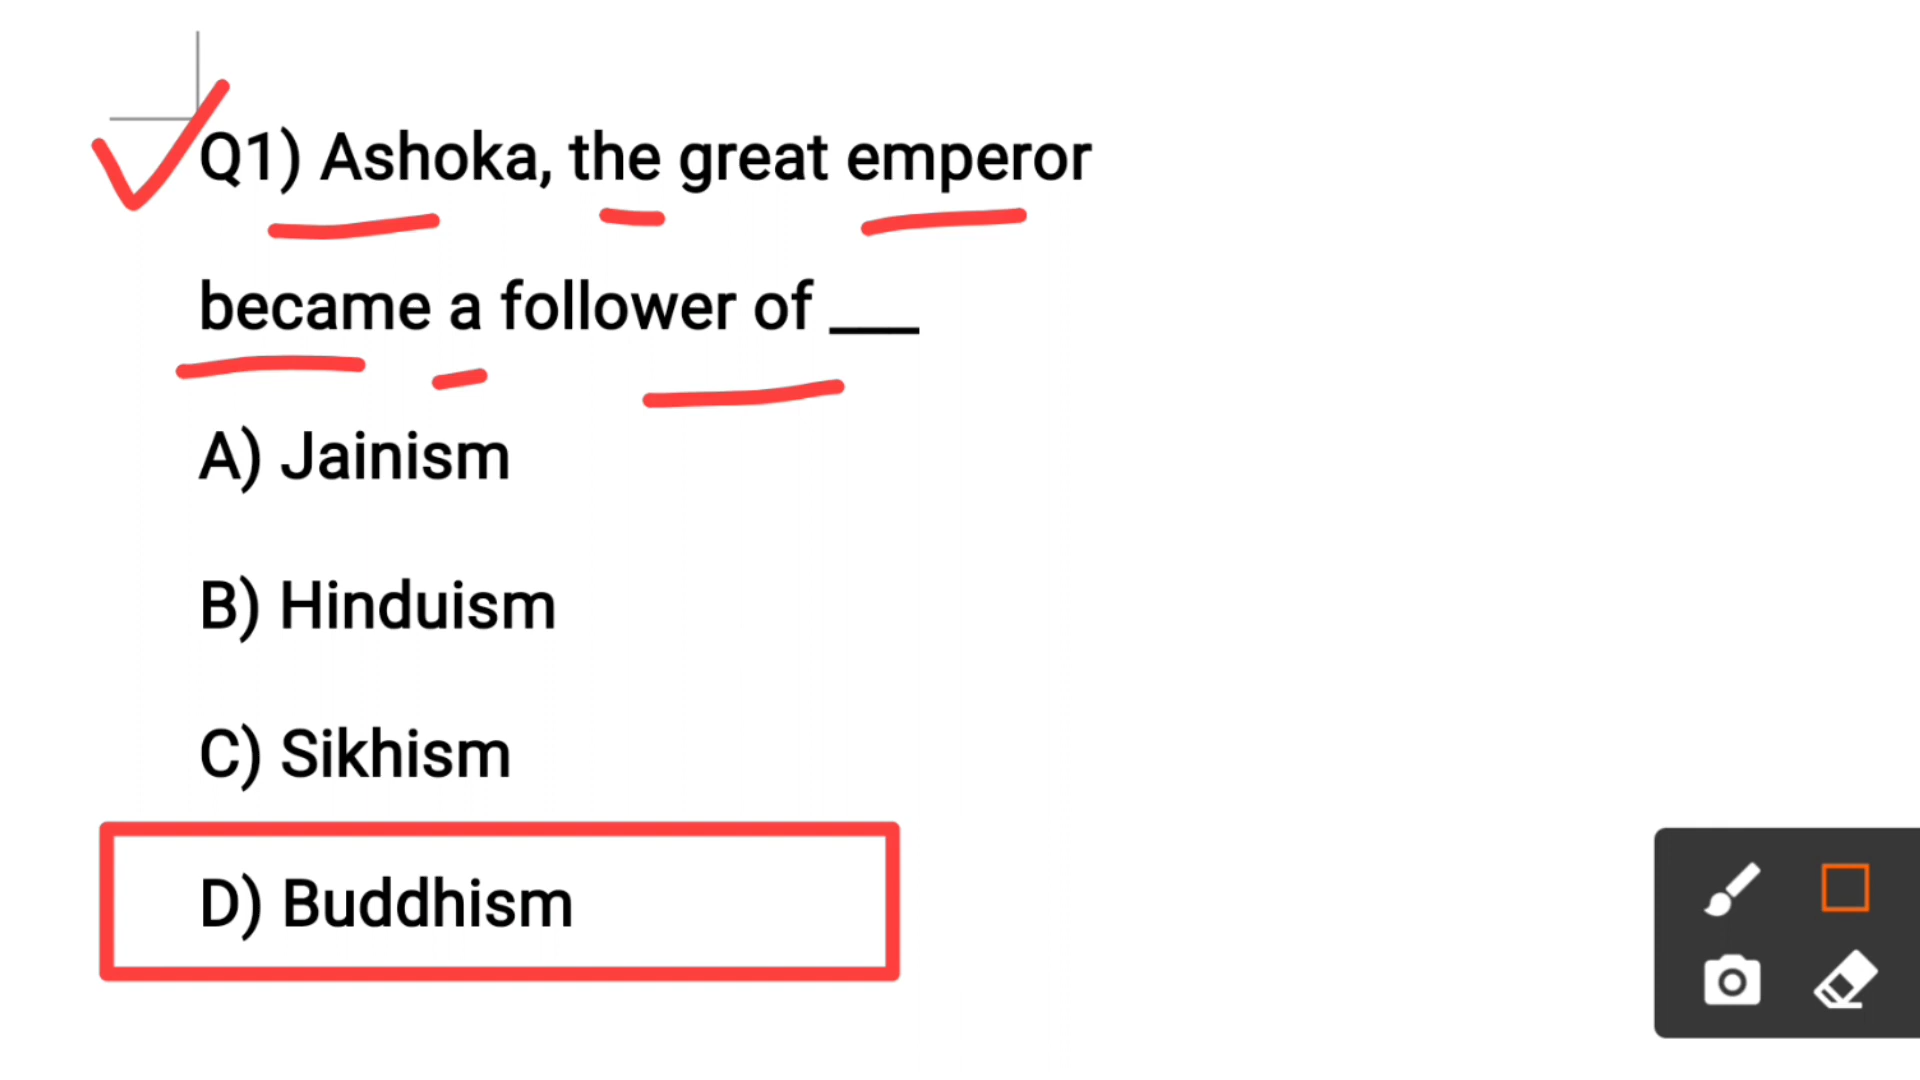 Q1) Ashoka, the great emperor
became a follower of ___
A) Jainism
B) Hinduism
C) Sikhism
D) Buddhism